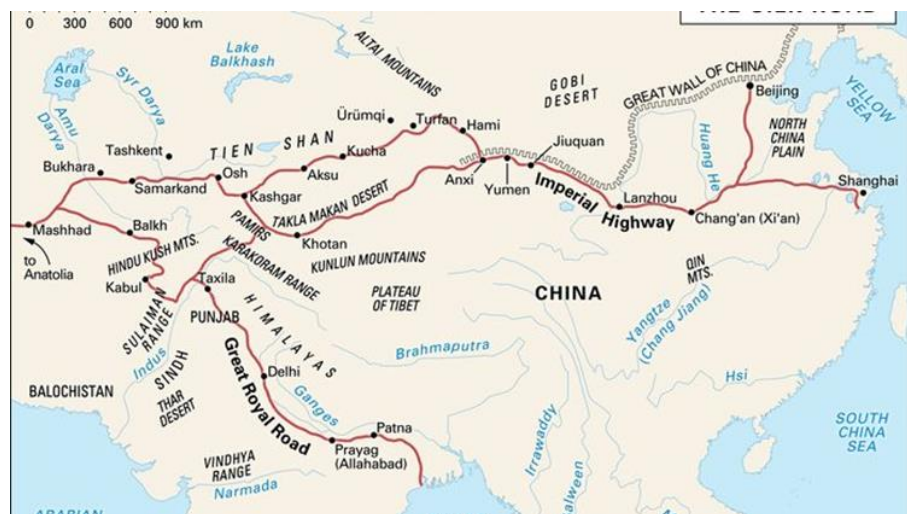 0 300 600 900 km
THE SILK ROAD
Aral
Sea
Syr Darya
Amu
Darya
Lake
Balkhash
ALTAI MOUNTAINS
GOBI
DESERT
GREAT WALL OF CHINA
Beijing
YELLOW
SEA
NORTH
CHINA
PLAIN
Huang He
Ürümqi
Turfan
Hami
TIEN SHAN
Kucha
Aksu
Tashkent
Bukhara
Samarkand
Osh
Kashgar
Anxi
Yumen
Jiuquan
Imperial Highway
Lanzhou
Chang'an (Xi'an)
Shanghai
TAKLA MAKAN DESERT
PAMIRS
Khotan
Mashhad
to
Anatolia
Balkh
HINDU KUSH MTS.
KARAKORAM RANGE
KUNLUN MOUNTAINS
Kabul
Taxila
SULAIMAN
RANGE
PUNJAB
HIMALAYAS
PLATEAU
OF TIBET
CHINA
QIN
MTS.
Yangtze
(Chang Jiang)
Indus
SINDH
Great Royal Road
Brahmaputra
BALOCHISTAN
THAR
DESERT
Delhi
Ganges
Hsi
Patna
Prayag
(Allahabad)
Irrawaddy
SOUTH
CHINA
SEA
VINDHYA
RANGE
Narmada
alween
ARABIAN